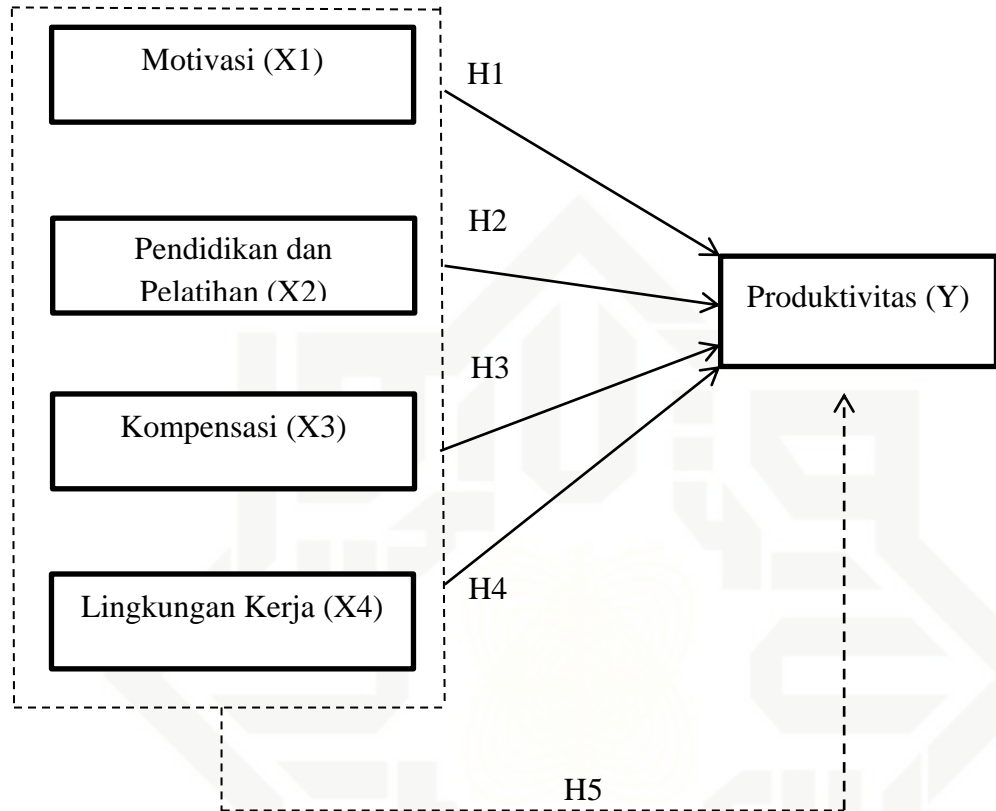 Motivasi (X1)
H1
H2
Pendidikan dan
Pelatihan (X2)
Produktivitas (Y)
H3
Kompensasi (X3)
H4
Lingkungan Kerja (X4)
H5